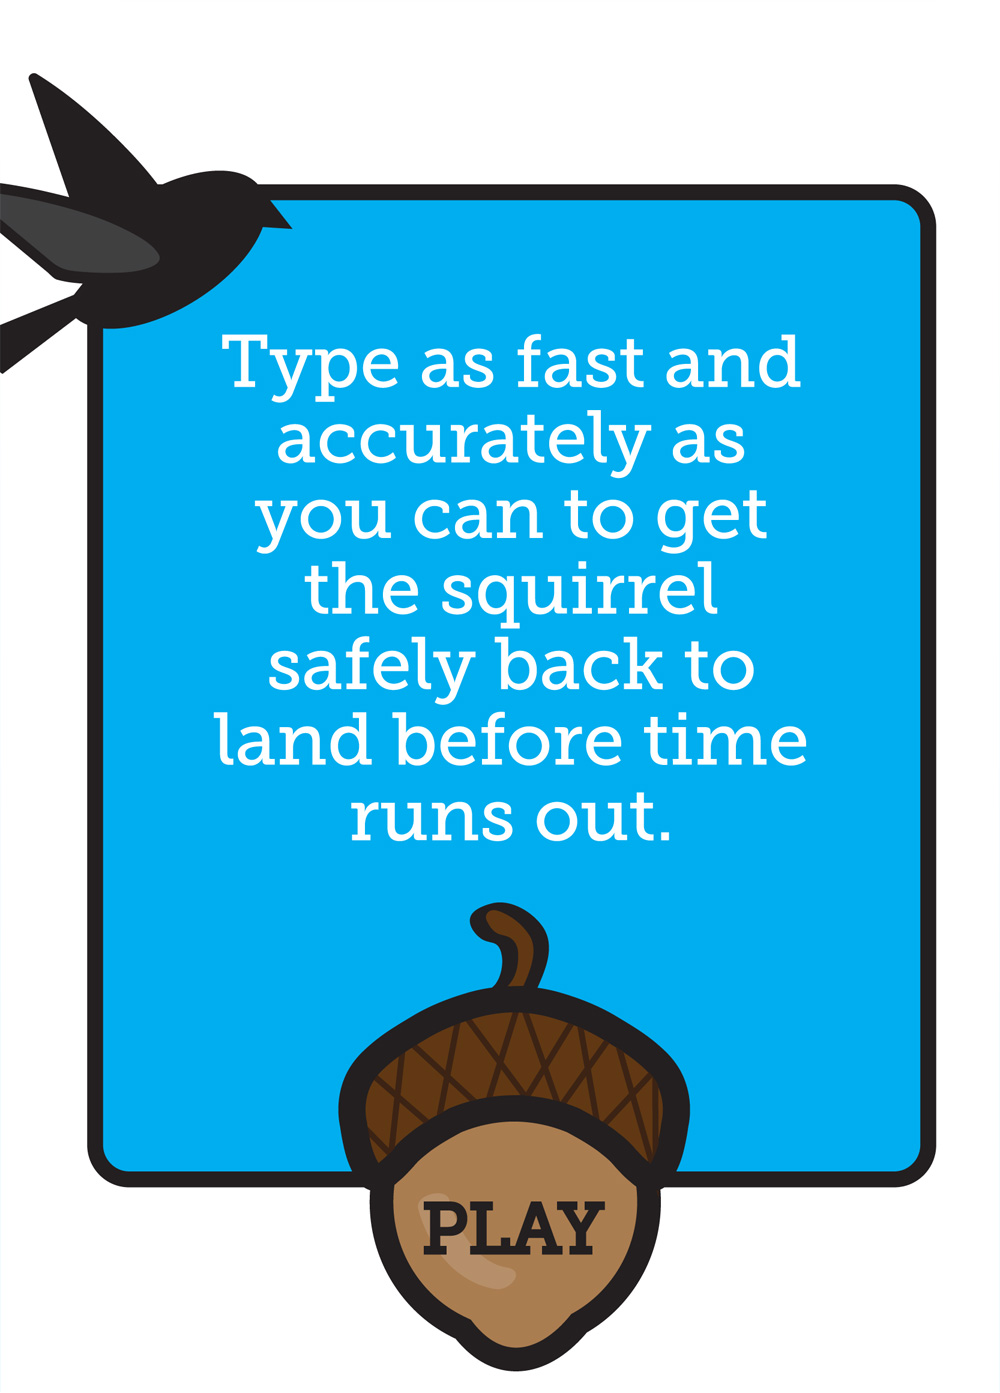 Type as fast and
accurately as
you can to get
the squirrel
safely back to
land before time
runs out.
PLAY